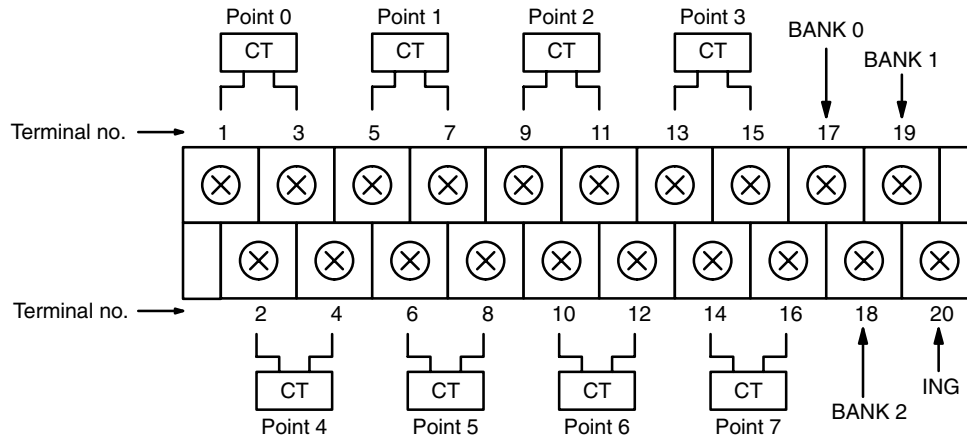 Point 0 Point 1 Point 2 Point 3
BANK 0
CT CT CT CT
BANK 1
Terminal no. 1 3 5 7 9 11 13 15 17 19
Terminal no. 2 4 6 8 10 12 14 16 18 20
CT CT CT CT ING
Point 4 Point 5 Point 6 Point 7 BANK 2